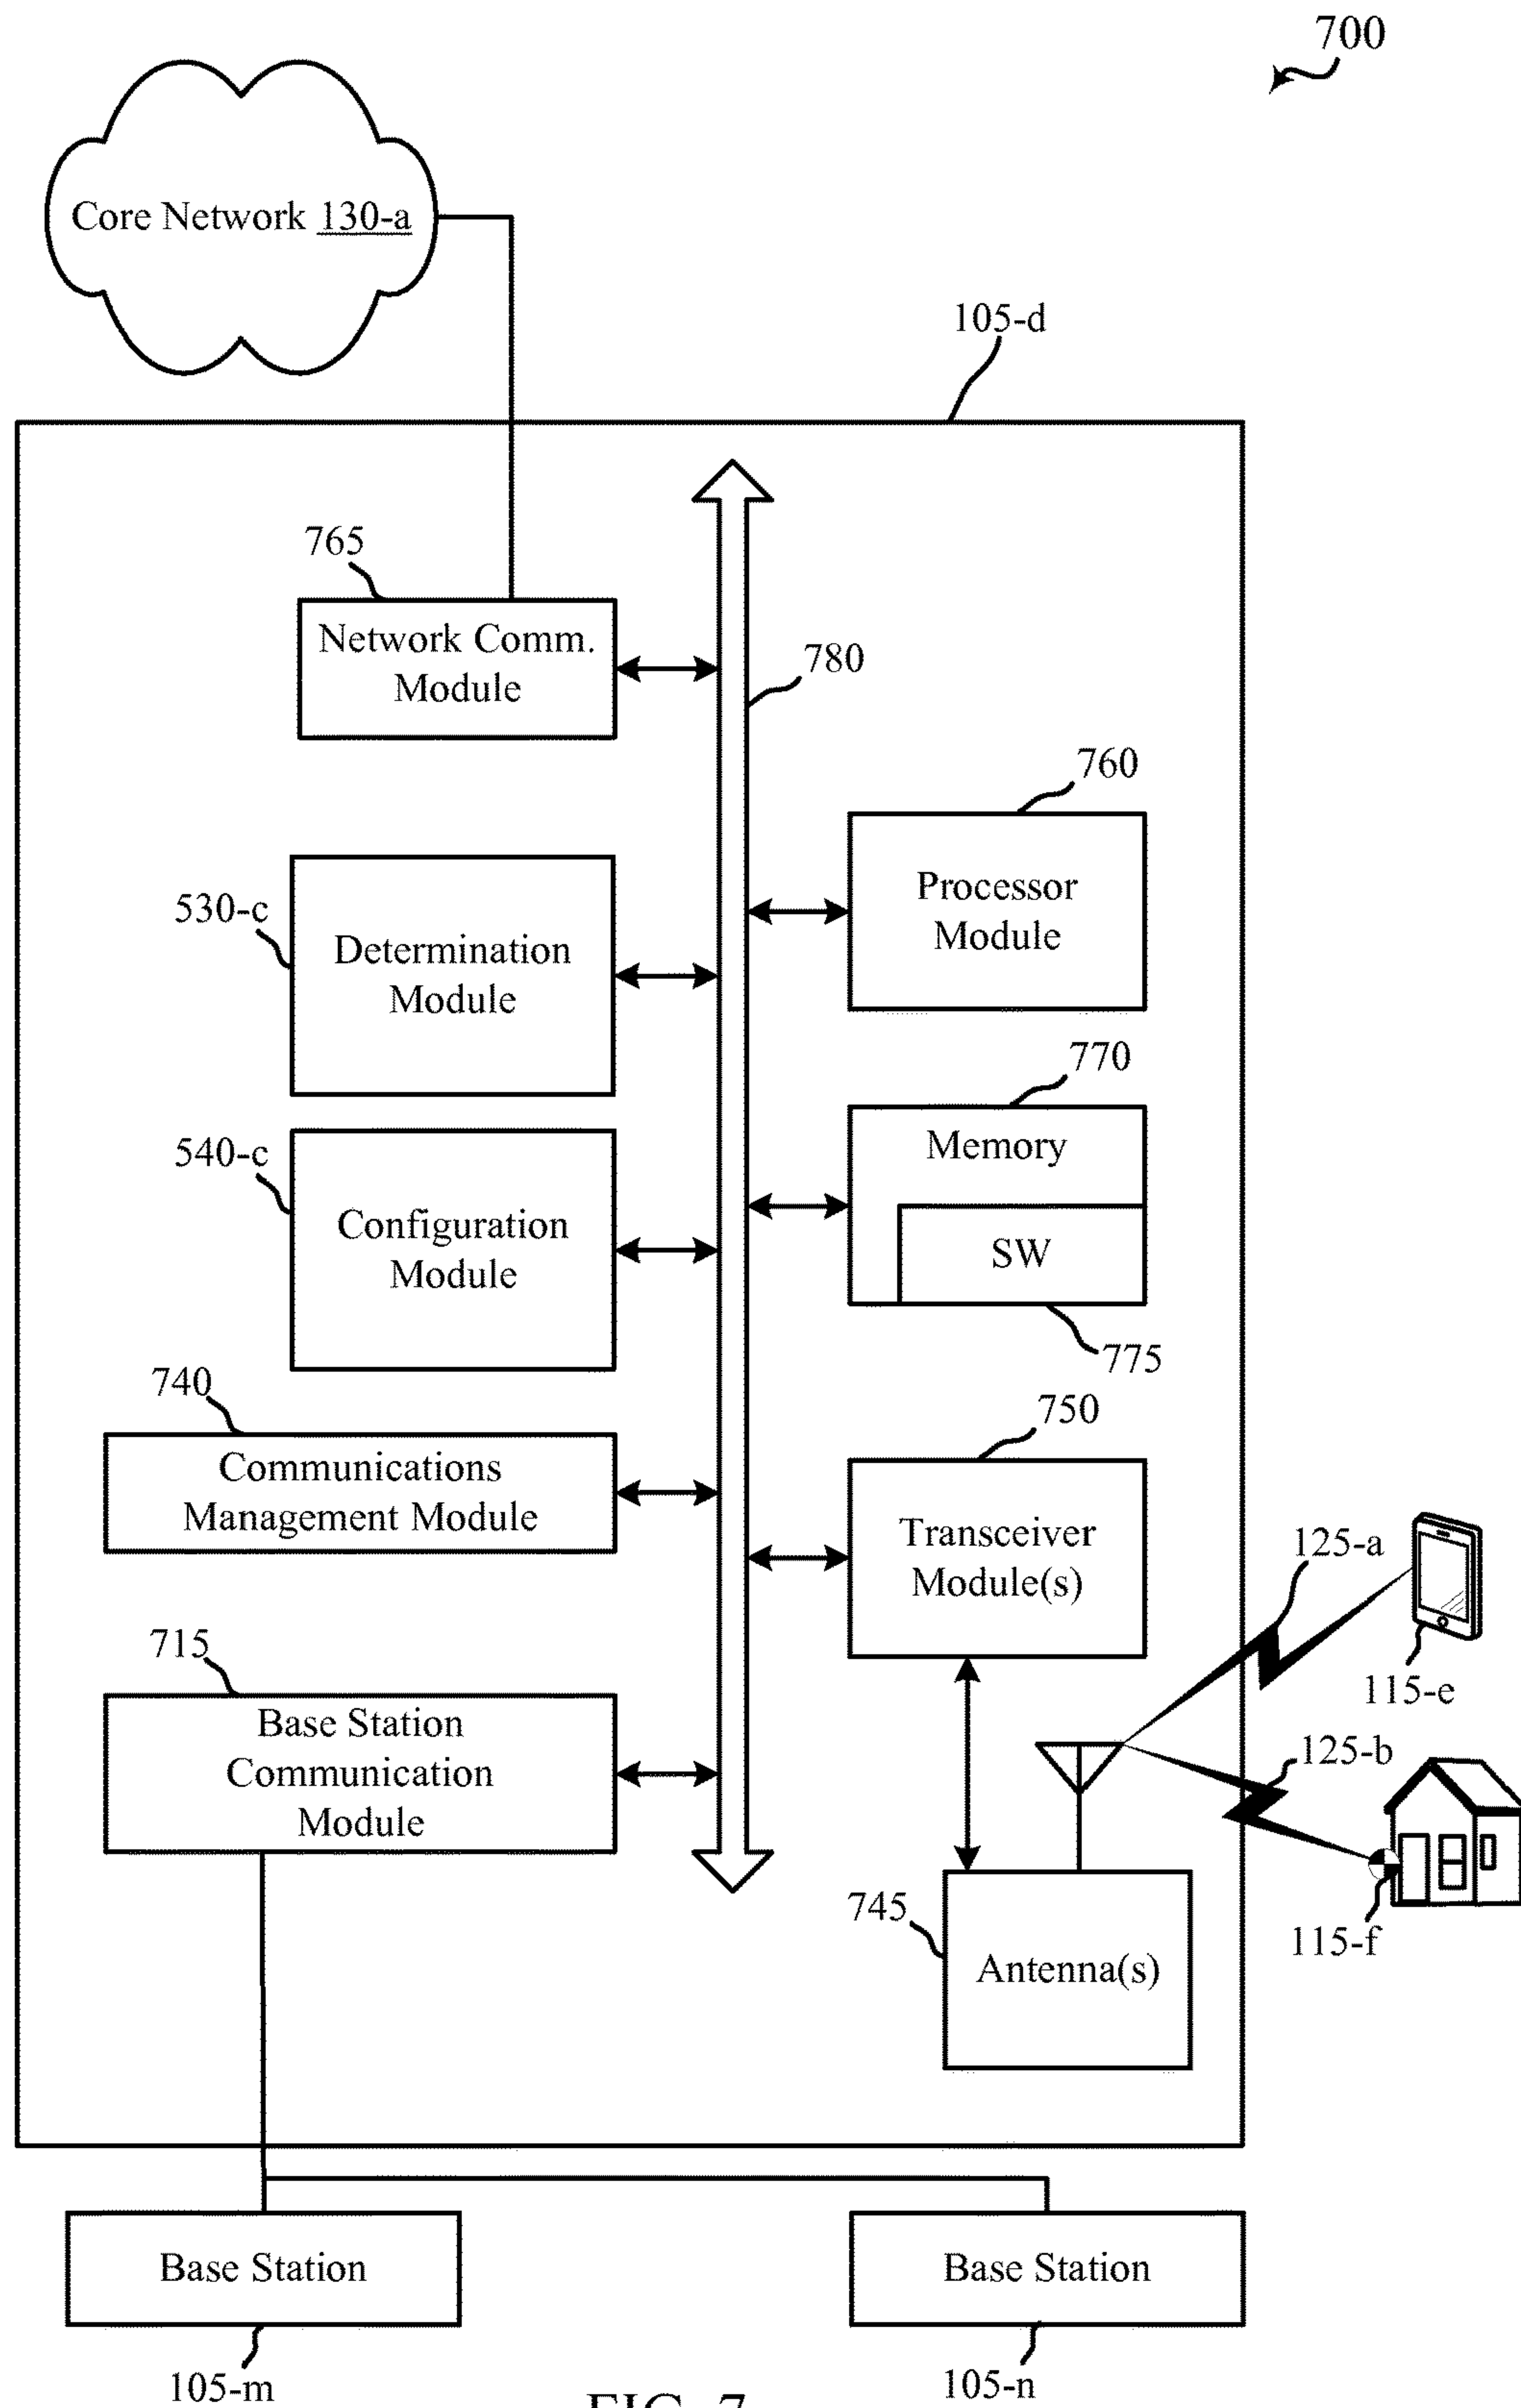 700
Core Network 130-a
105-d
765
Network Comm.
Module
780
760
Processor
Module
530-c
Determination
Module
770
Memory
SW
775
540-c
Configuration
Module
740
Communications
Management Module
750
Transceiver
Module(s)
125-a
115-e
715
Base Station
Communication
Module
125-b
115-f
745
Antenna(s)
Base Station
Base Station
105-m
105-n
FIG. 7